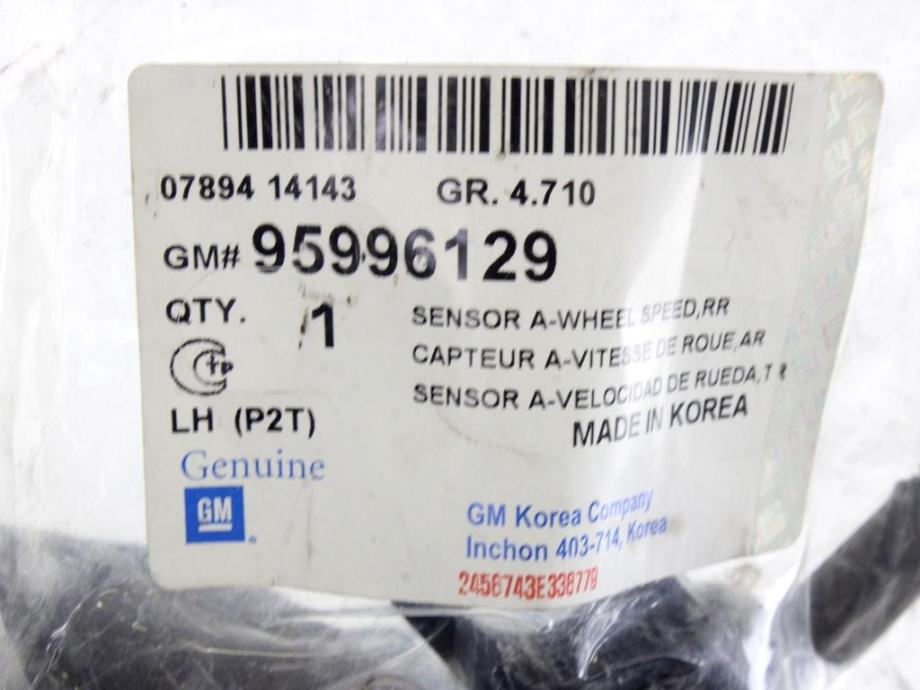 07894 14143 GR. 4.710
GM# 95996129
QTY. 1
SENSOR A-WHEEL SPEED,RR
CAPTEUR A-VITESSE DE ROUE,AR
SENSOR A-VELOCIDAD DE RUEDA,T
LH (P2T)
MADE IN KOREA
Genuine
GM
GM Korea Company
Inchon 403-714, Korea
2456743E338779